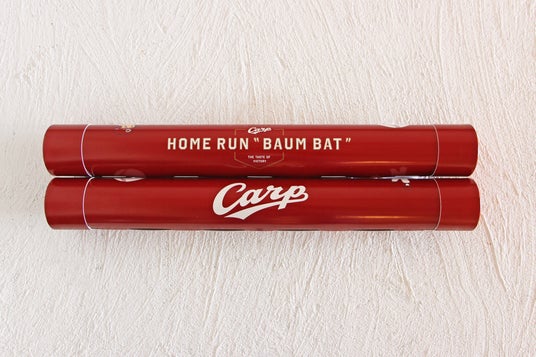 Carp
HOME RUN "BAUM BAT"
THE TASTE OF
VICTORY
Carp